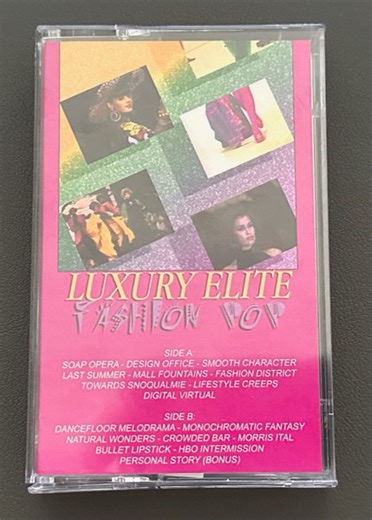 LUXURY ELITE
FASHION POP
SIDE A:
SOAP OPERA - DESIGN OFFICE - SMOOTH CHARACTER
LAST SUMMER - MALL FOUNTAINS - FASHION DISTRICT
TOWARDS SNOQUALMIE - LIFESTYLE CREEPS
DIGITAL VIRTUAL
SIDE B:
DANCEFLOOR MELODRAMA - MONOCHROMATIC FANTASY
NATURAL WONDERS - CROWDED BAR - MORRIS ITAL
BULLET LIPSTICK - HBO INTERMISSION
PERSONAL STORY (BONUS)